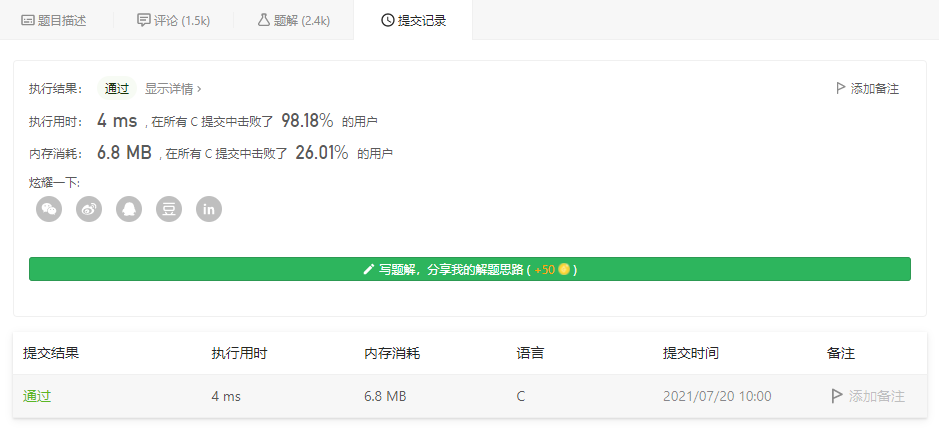 题目描述 评论 (1.5k) 题解 (2.4k) 提交记录
执行结果： 通过 显示详情 › 添加备注
执行用时： 4 ms , 在所有 C 提交中击败了 98.18% 的用户
内存消耗： 6.8 MB , 在所有 C 提交中击败了 26.01% 的用户
炫耀一下:
豆 in
写题解，分享我的解题思路 ( +50 )
提交结果 执行用时 内存消耗 语言 提交时间 备注
通过 4 ms 6.8 MB C 2021/07/20 10:00 添加备注